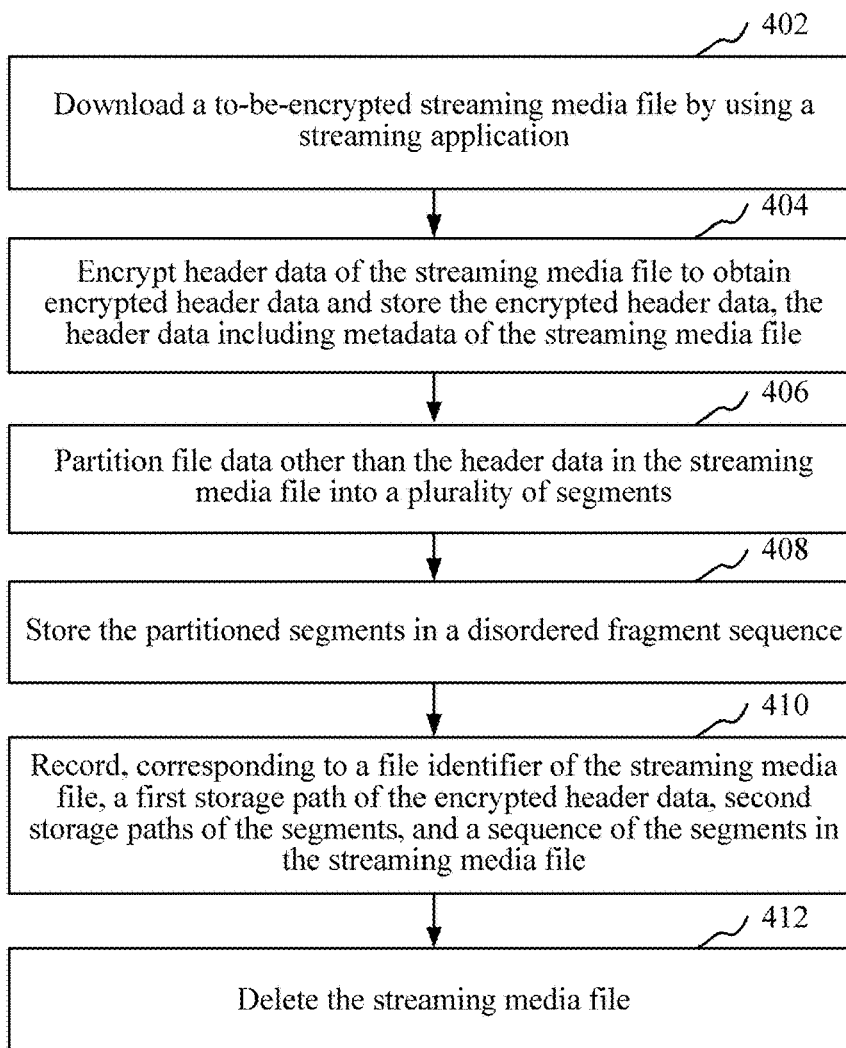 402
Download a to-be-encrypted streaming media file by using a
streaming application
404
Encrypt header data of the streaming media file to obtain
encrypted header data and store the encrypted header data, the
header data including metadata of the streaming media file
406
Partition file data other than the header data in the streaming
media file into a plurality of segments
408
Store the partitioned segments in a disordered fragment sequence
410
Record, corresponding to a file identifier of the streaming media
file, a first storage path of the encrypted header data, second
storage paths of the segments, and a sequence of the segments in
the streaming media file
412
Delete the streaming media file